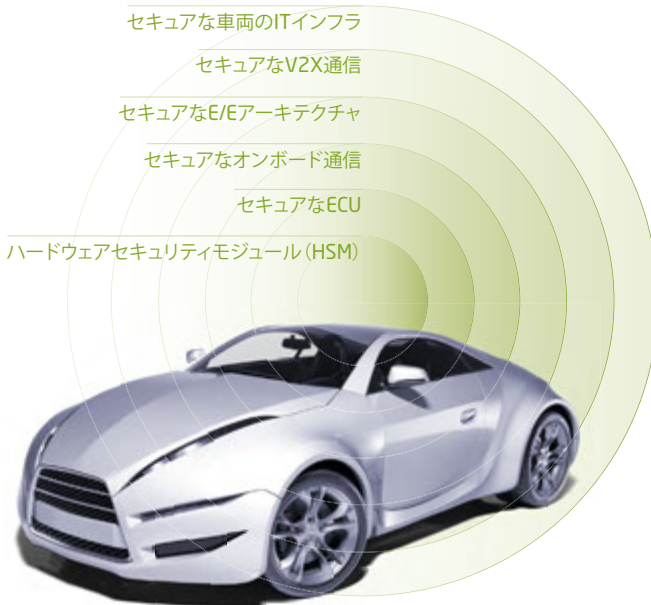 セキュアな車両のITインフラ
セキュアなV2X通信
セキュアなE/Eアーキテクチャ
セキュアなオンボード通信
セキュアなECU
ハードウェアセキュリティモジュール（HSM）